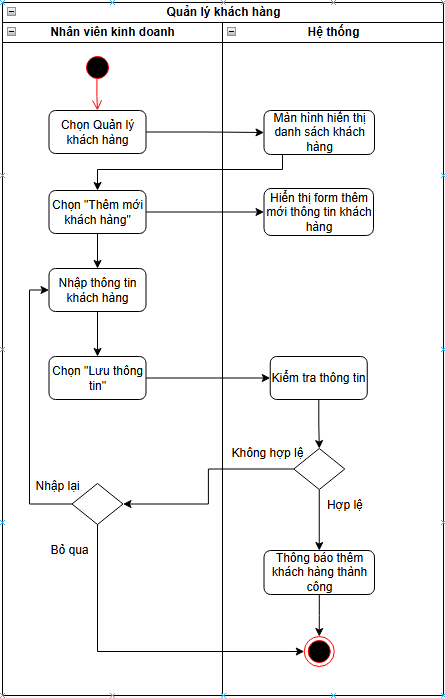 Quản lý khách hàng
Nhân viên kinh doanh
Hệ thống
Chọn Quản lý
khách hàng
Màn hình hiển thị
danh sách khách
hàng
Chọn "Thêm mới
khách hàng"
Hiển thị form thêm
mới thông tin khách
hàng
Nhập thông tin
khách hàng
Chọn "Lưu thông
tin"
Kiểm tra thông tin
Không hợp lệ
Nhập lại
Hợp lệ
Bỏ qua
Thông báo thêm
khách hàng thành
công